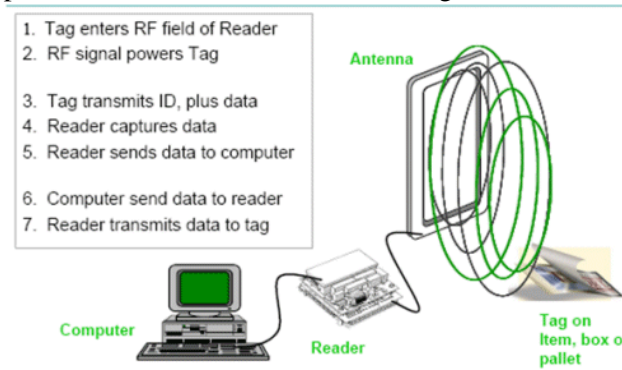 1. Tag enters RF field of Reader
2. RF signal powers Tag
3. Tag transmits ID, plus data
4. Reader captures data
5. Reader sends data to computer
6. Computer send data to reader
7. Reader transmits data to tag
Antenna
Computer
Reader
Tag on
Item, box o
pallet